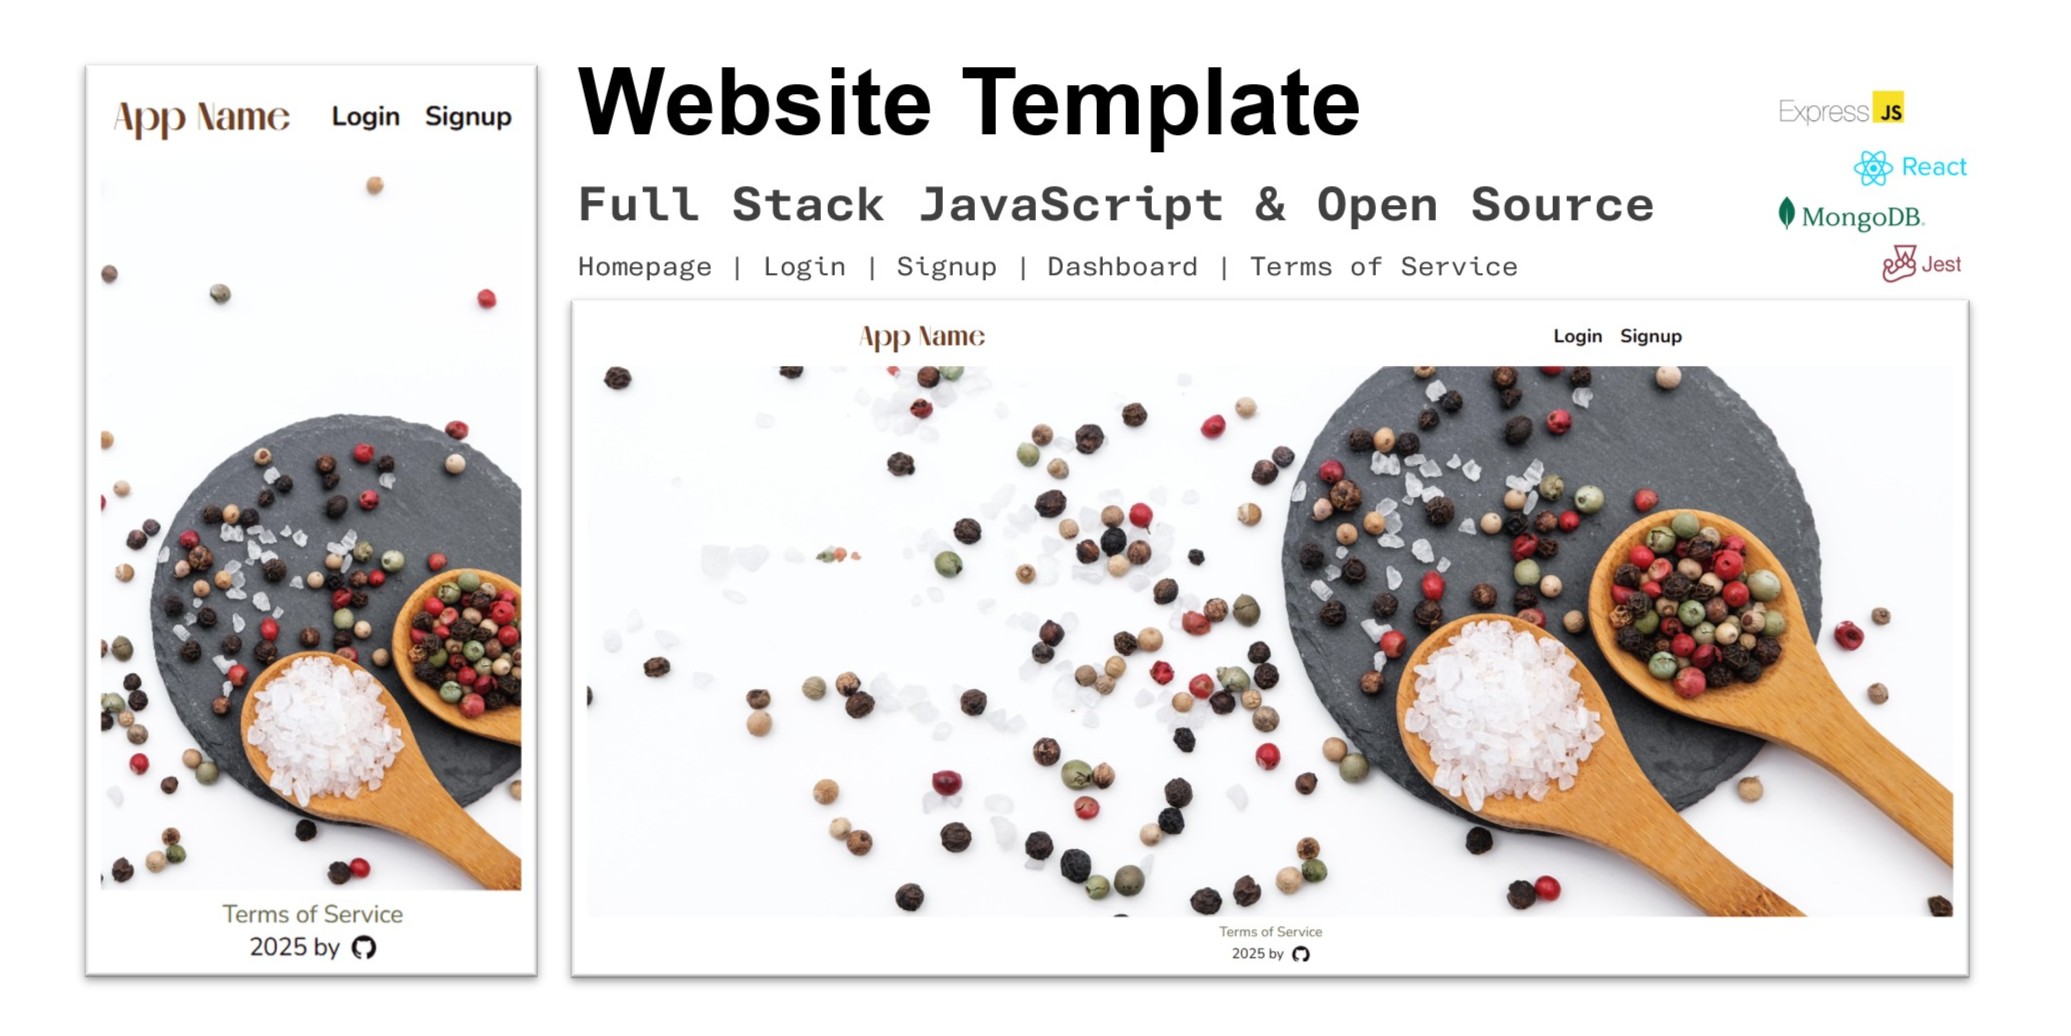 App Name Login Signup
Terms of Service
2025 by
Website Template
Full Stack JavaScript & Open Source
Homepage | Login | Signup | Dashboard | Terms of Service
Express JS
React
MongoDB.
Jest
App Name Login Signup
Terms of Service
2025 by